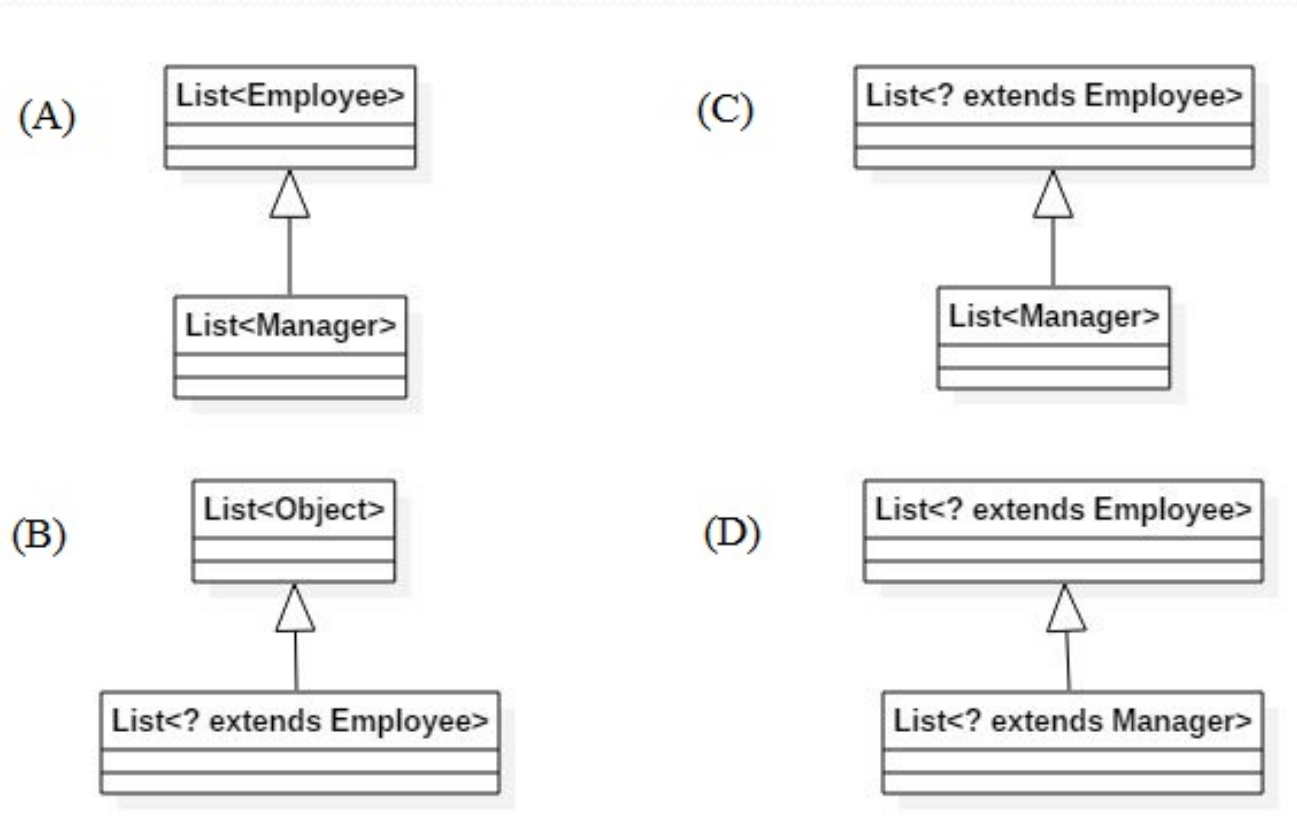 (A)
List<Employee>
List<Manager>
(B)
List<Object>
List<? extends Employee>
(C)
List<? extends Employee>
List<Manager>
(D)
List<? extends Employee>
List<? extends Manager>